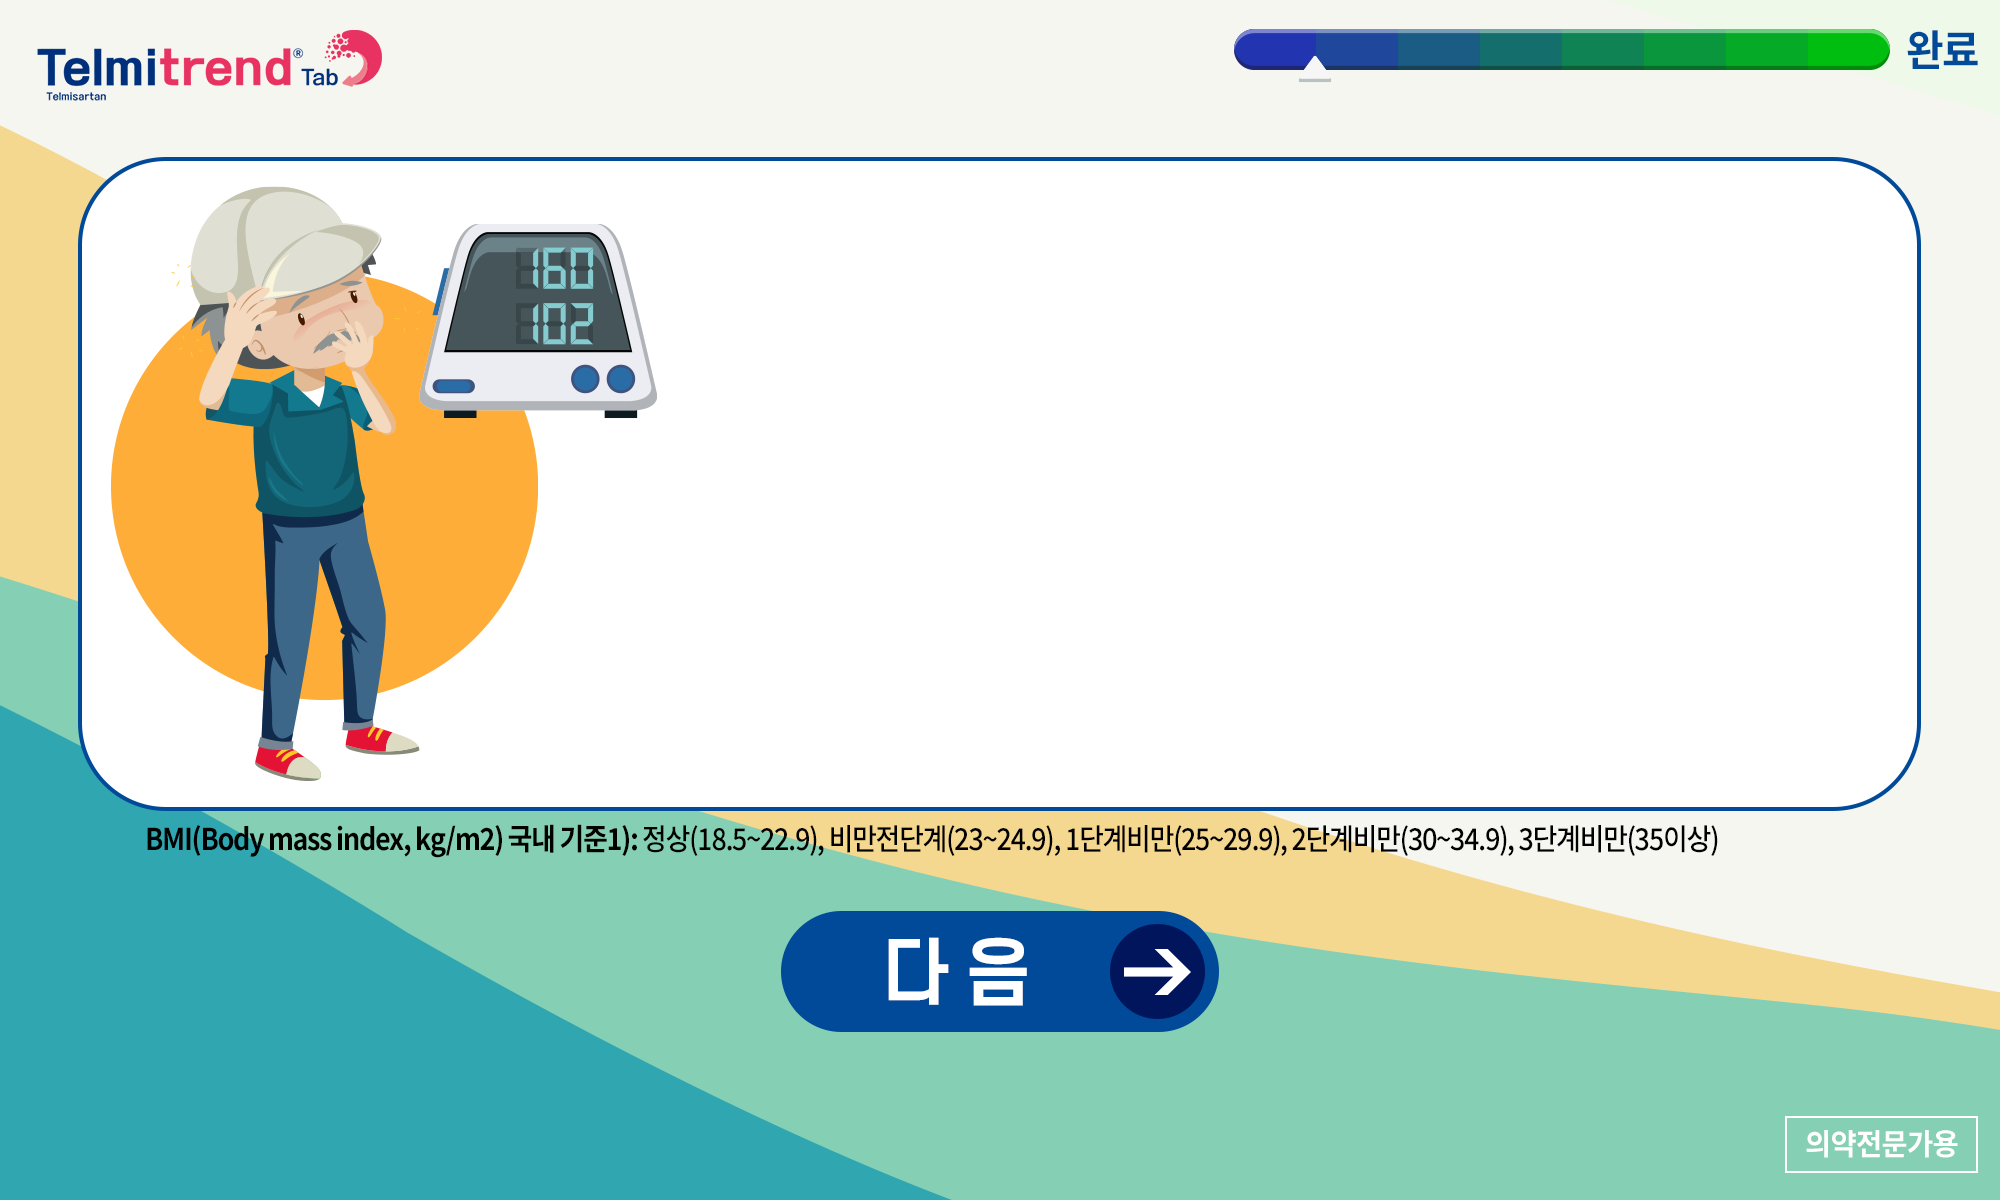 Telmitrend® Tab
Telmisartan
완료
160
102
BMI(Body mass index, kg/m2) 국내 기준1): 정상(18.5~22.9), 비만전단계(23~24.9), 1단계비만(25~29.9), 2단계비만(30~34.9), 3단계비만(35이상)
다음
의약전문가용